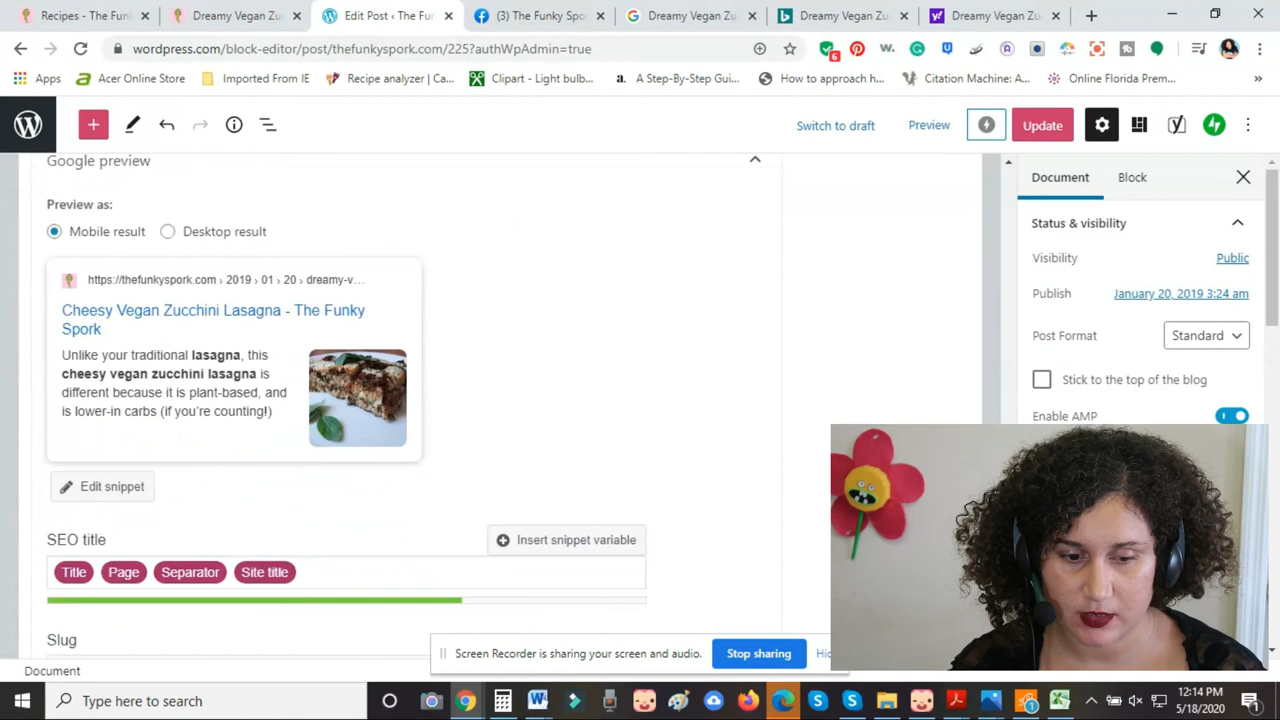 Recipes - The Funk
Dreamy Vegan Zu
Edit Post ‹ The Fun
(3) The Funky Spo
Dreamy Vegan Zu
Dreamy Vegan Zu
Dreamy Vegan Zu
wordpress.com/block-editor/post/thefunkyspork.com/225?authWpAdmin=true
6
Apps
Acer Online Store
Imported From IE
Recipe analyzer | Ca...
Clipart - Light bulb...
A Step-By-Step Gui...
How to approach h...
Citation Machine: A...
Online Florida Prem...
»
Switch to draft
Preview
Update
Google preview
Document
Block
Preview as:
Status & visibility
Mobile result
Desktop result
Visibility
Public
https://thefunkyspork.com › 2019 › 01 › 20 › dreamy-v...
Publish
January 20, 2019 3:24 am
Cheesy Vegan Zucchini Lasagna - The Funky
Spork
Post Format
Standard
Unlike your traditional lasagna, this
cheesy vegan zucchini lasagna is
different because it is plant-based, and
is lower-in carbs (if you're counting!)
Stick to the top of the blog
Enable AMP
Edit snippet
SEO title
Insert snippet variable
Title
Page
Separator
Site title
Slug
Screen Recorder is sharing your screen and audio.
Stop sharing
Document
Type here to search
12:14 PM
5/18/2020